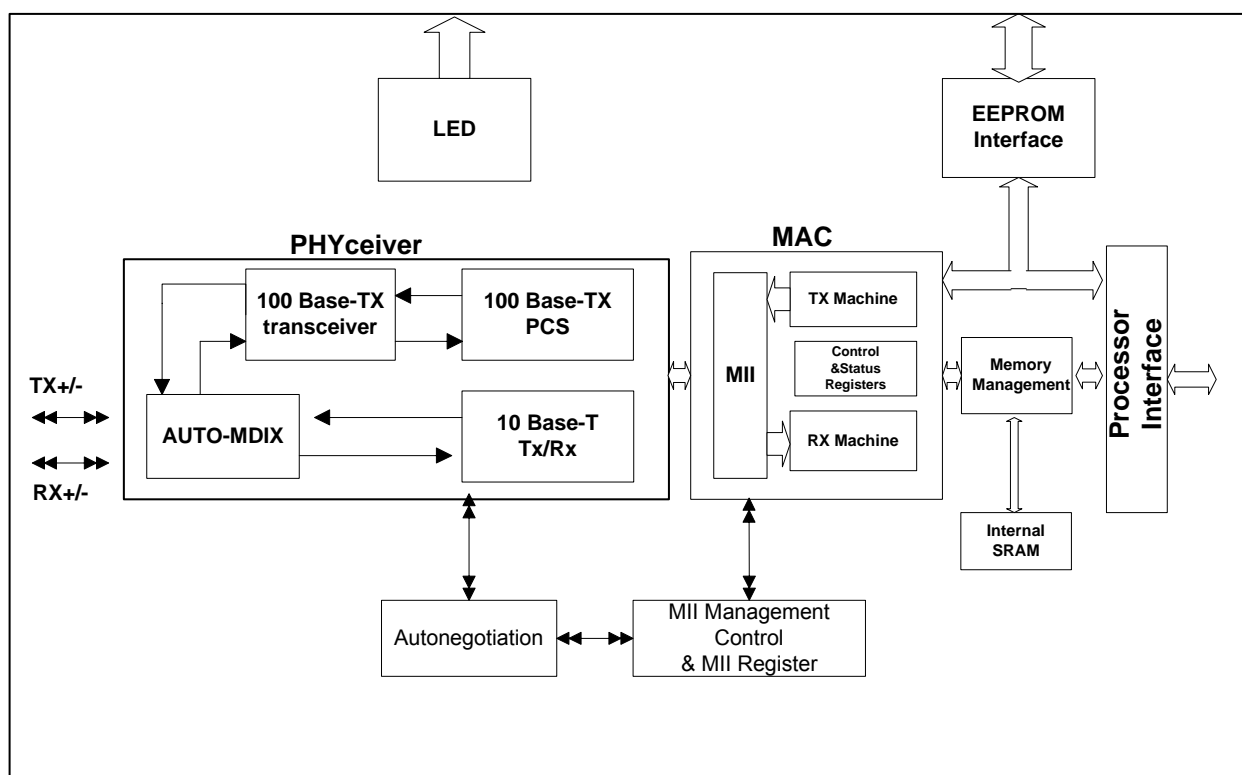 LED
EEPROM
Interface
PHYceiver
MAC
100 Base-TX
transceiver
100 Base-TX
PCS
MII
TX Machine
Control
&Status
Registers
RX Machine
Memory
Management
Processor
Interface
TX+/-
RX+/-
AUTO-MDIX
10 Base-T
Tx/Rx
Internal
SRAM
Autonegotiation
MII Management
Control
& MII Register